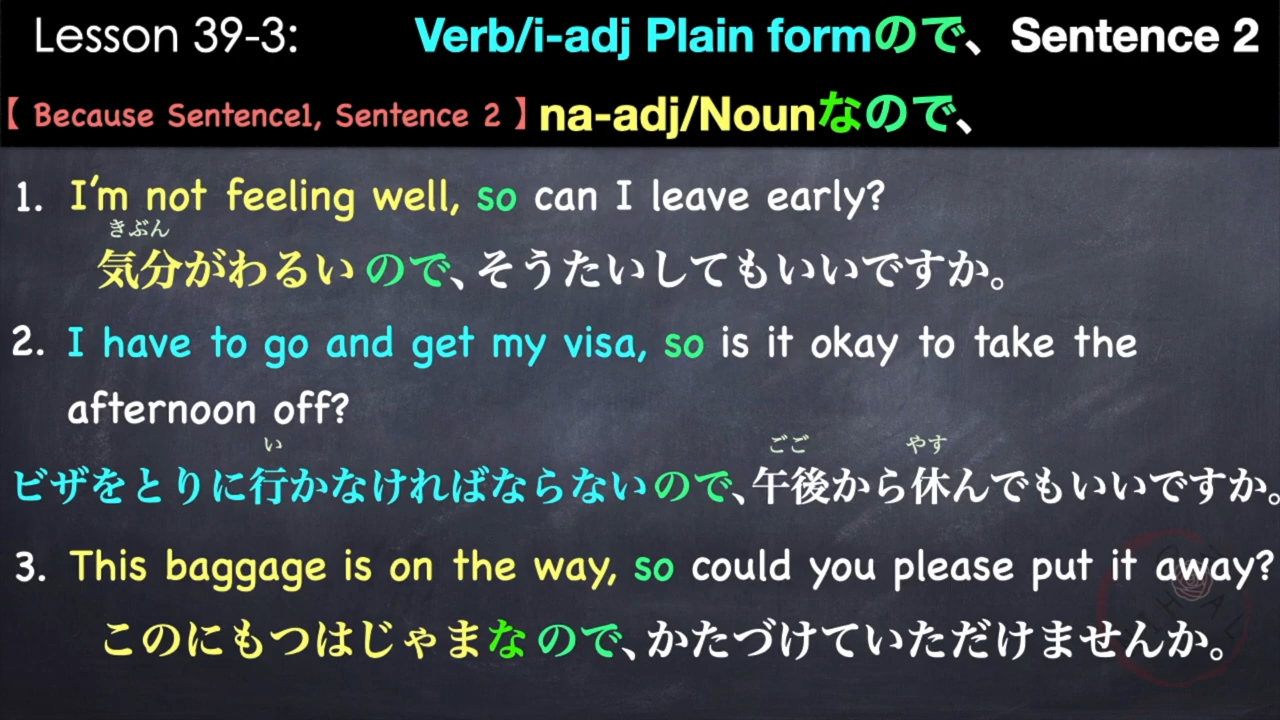 Lesson 39-3: Verb/i-adj Plain formので、Sentence 2
【 Because Sentence1, Sentence 2 】na-adj/Nounなので、
1. I'm not feeling well, so can I leave early?
きぶん
気分がわるいので、そうたいしてもいいですか。
2. I have to go and get my visa, so is it okay to take the
afternoon off?
い ごご やす
ビザをとりに行かなければならないので、午後から休んでもいいですか。
3. This baggage is on the way, so could you please put it away?
このにもつはじゃまなので、かたづけていただけませんか。